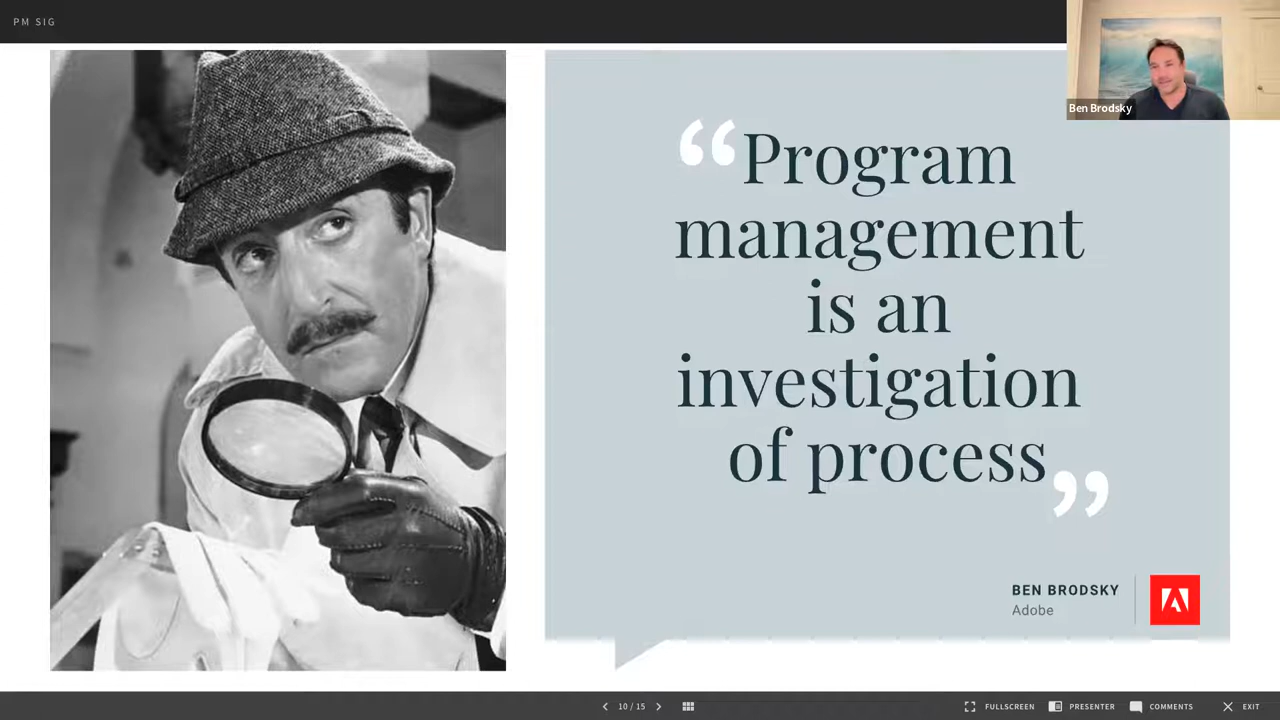 PM SIG
Ben Brodsky
“Program
management
is an
investigation
of process”
BEN BRODSKY
Adobe
10 / 15
FULLSCREEN
PRESENTER
COMMENTS
EXIT